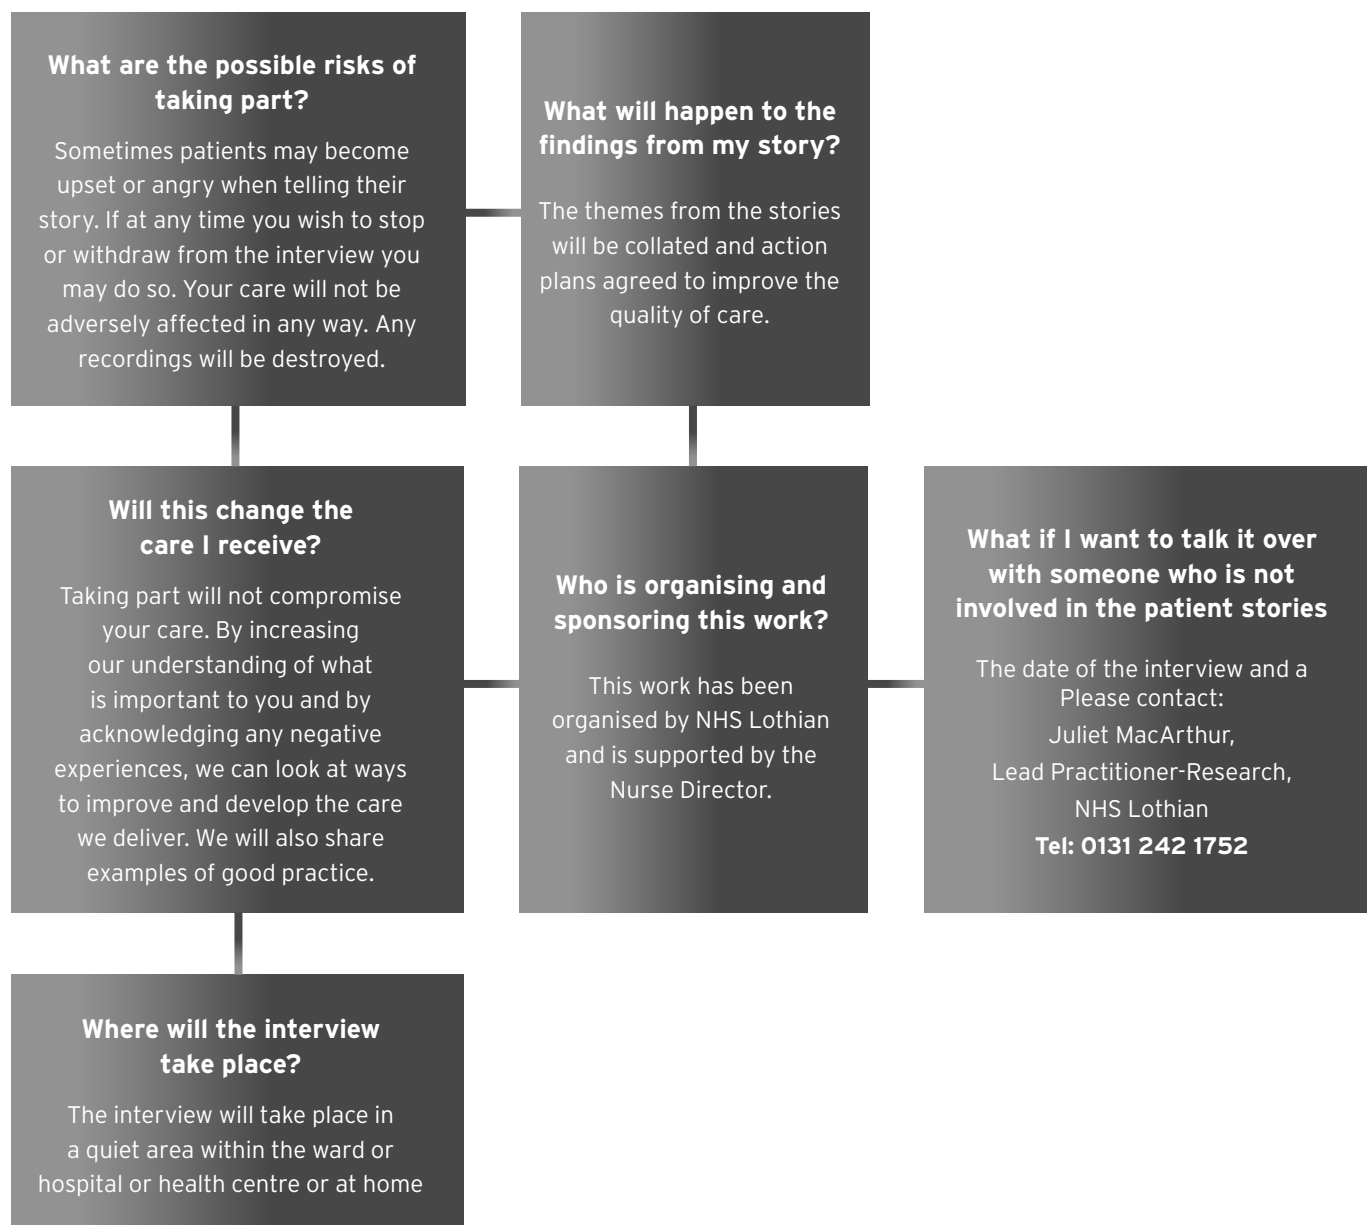 What are the possible risks of
taking part?
Sometimes patients may become
upset or angry when telling their
story. If at any time you wish to stop
or withdraw from the interview you
may do so. Your care will not be
adversely affected in any way. Any
recordings will be destroyed.
What will happen to the
findings from my story?
The themes from the stories
will be collated and action
plans agreed to improve the
quality of care.
Will this change the
care I receive?
Taking part will not compromise
your care. By increasing
our understanding of what
is important to you and by
acknowledging any negative
experiences, we can look at ways
to improve and develop the care
we deliver. We will also share
examples of good practice.
Who is organising and
sponsoring this work?
This work has been
organised by NHS Lothian
and is supported by the
Nurse Director.
What if I want to talk it over
with someone who is not
involved in the patient stories
The date of the interview and a
Please contact:
Juliet MacArthur,
Lead Practitioner-Research,
NHS Lothian
Tel: 0131 242 1752
Where will the interview
take place?
The interview will take place in
a quiet area within the ward or
hospital or health centre or at home